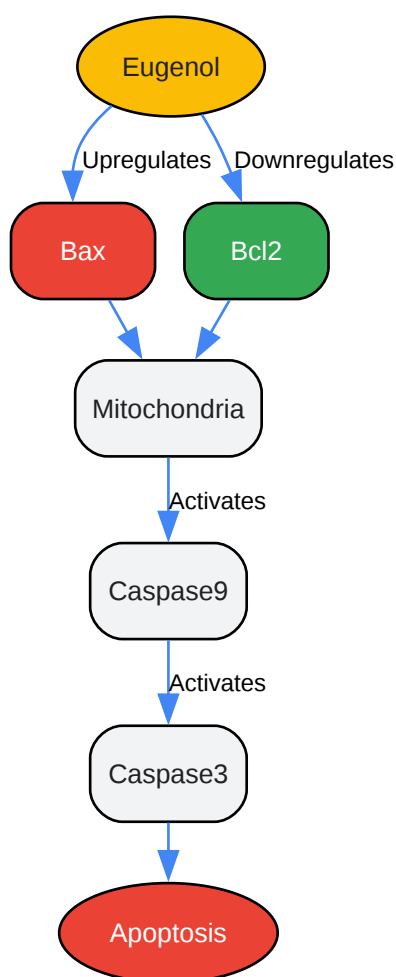 Eugenol
Upregulates
Downregulates
Bax
Bcl2
Mitochondria
Activates
Caspase9
Activates
Caspase3
Apoptosis